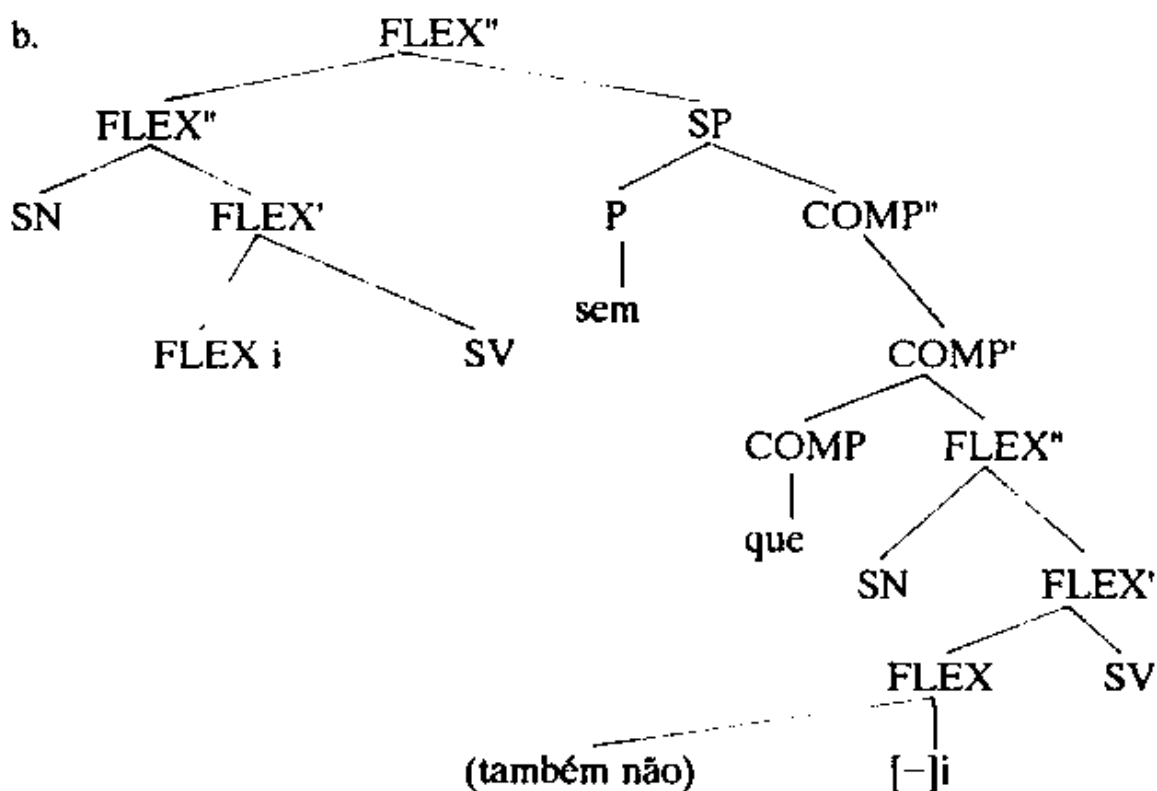 b.
FLEX"
FLEX" SP
SN FLEX' P COMP"
sem
FLEX i SV COMP'
COMP FLEX"
que
SN FLEX'
FLEX SV
(também não) [–]i